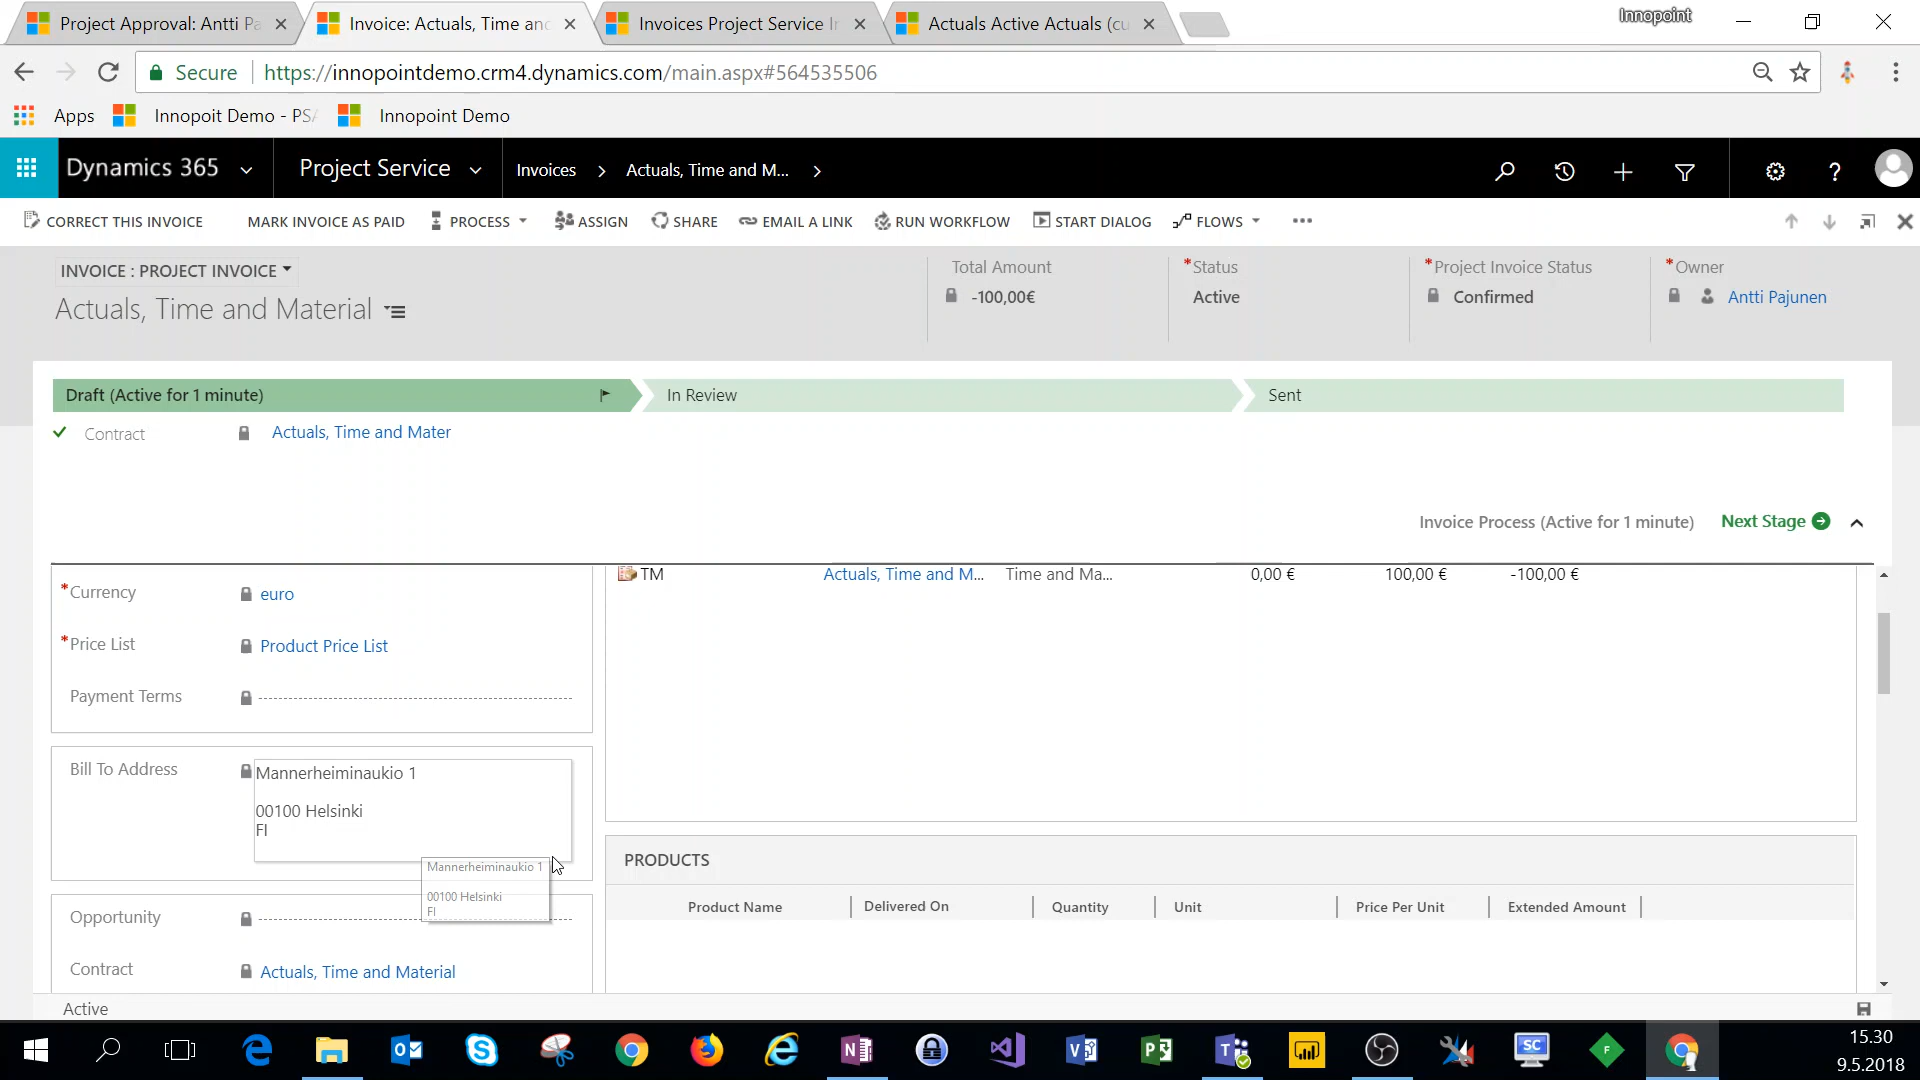 Project Approval: Antti Pa
Invoice: Actuals, Time and
Invoices Project Service In
Actuals Active Actuals (cu
Innopoint
Secure
https://innopointdemo.crm4.dynamics.com/main.aspx#564535506
Apps
Innopoit Demo - PSA
Innopoint Demo
Dynamics 365
Project Service
Invoices
Actuals, Time and M...
?
CORRECT THIS INVOICE
MARK INVOICE AS PAID
PROCESS
ASSIGN
SHARE
EMAIL A LINK
RUN WORKFLOW
START DIALOG
FLOWS
INVOICE : PROJECT INVOICE
Actuals, Time and Material
Total Amount
-100,00€
*Status
Active
*Project Invoice Status
Confirmed
*Owner
Antti Pajunen
Draft (Active for 1 minute)
In Review
Sent
Contract
Actuals, Time and Mater
Invoice Process (Active for 1 minute)
Next Stage
*Currency
euro
*Price List
Product Price List
Payment Terms
TM
Actuals, Time and M...
Time and Ma...
0,00 €
100,00 €
-100,00 €
Bill To Address
Mannerheiminaukio 1
00100 Helsinki
FI
Mannerheiminaukio 1
00100 Helsinki
FI
Opportunity
Contract
Actuals, Time and Material
PRODUCTS
Product Name
Delivered On
Quantity
Unit
Price Per Unit
Extended Amount
Active
15.30
9.5.2018